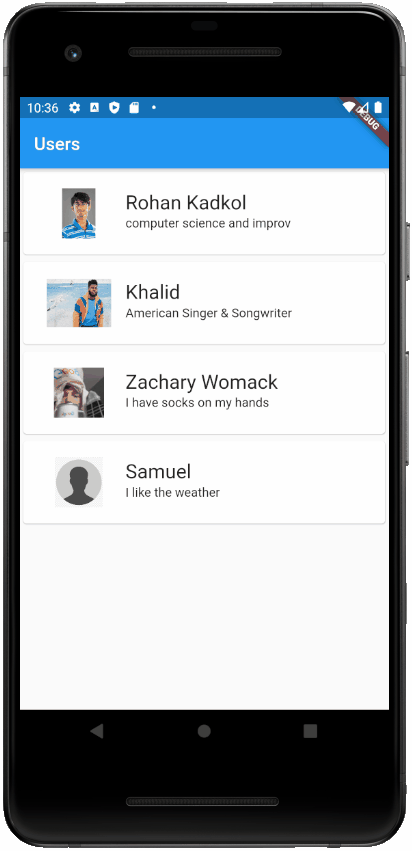 10:36
DEBUG
Users
Rohan Kadkol
computer science and improv
Khalid
American Singer & Songwriter
Zachary Womack
I have socks on my hands
Samuel
I like the weather